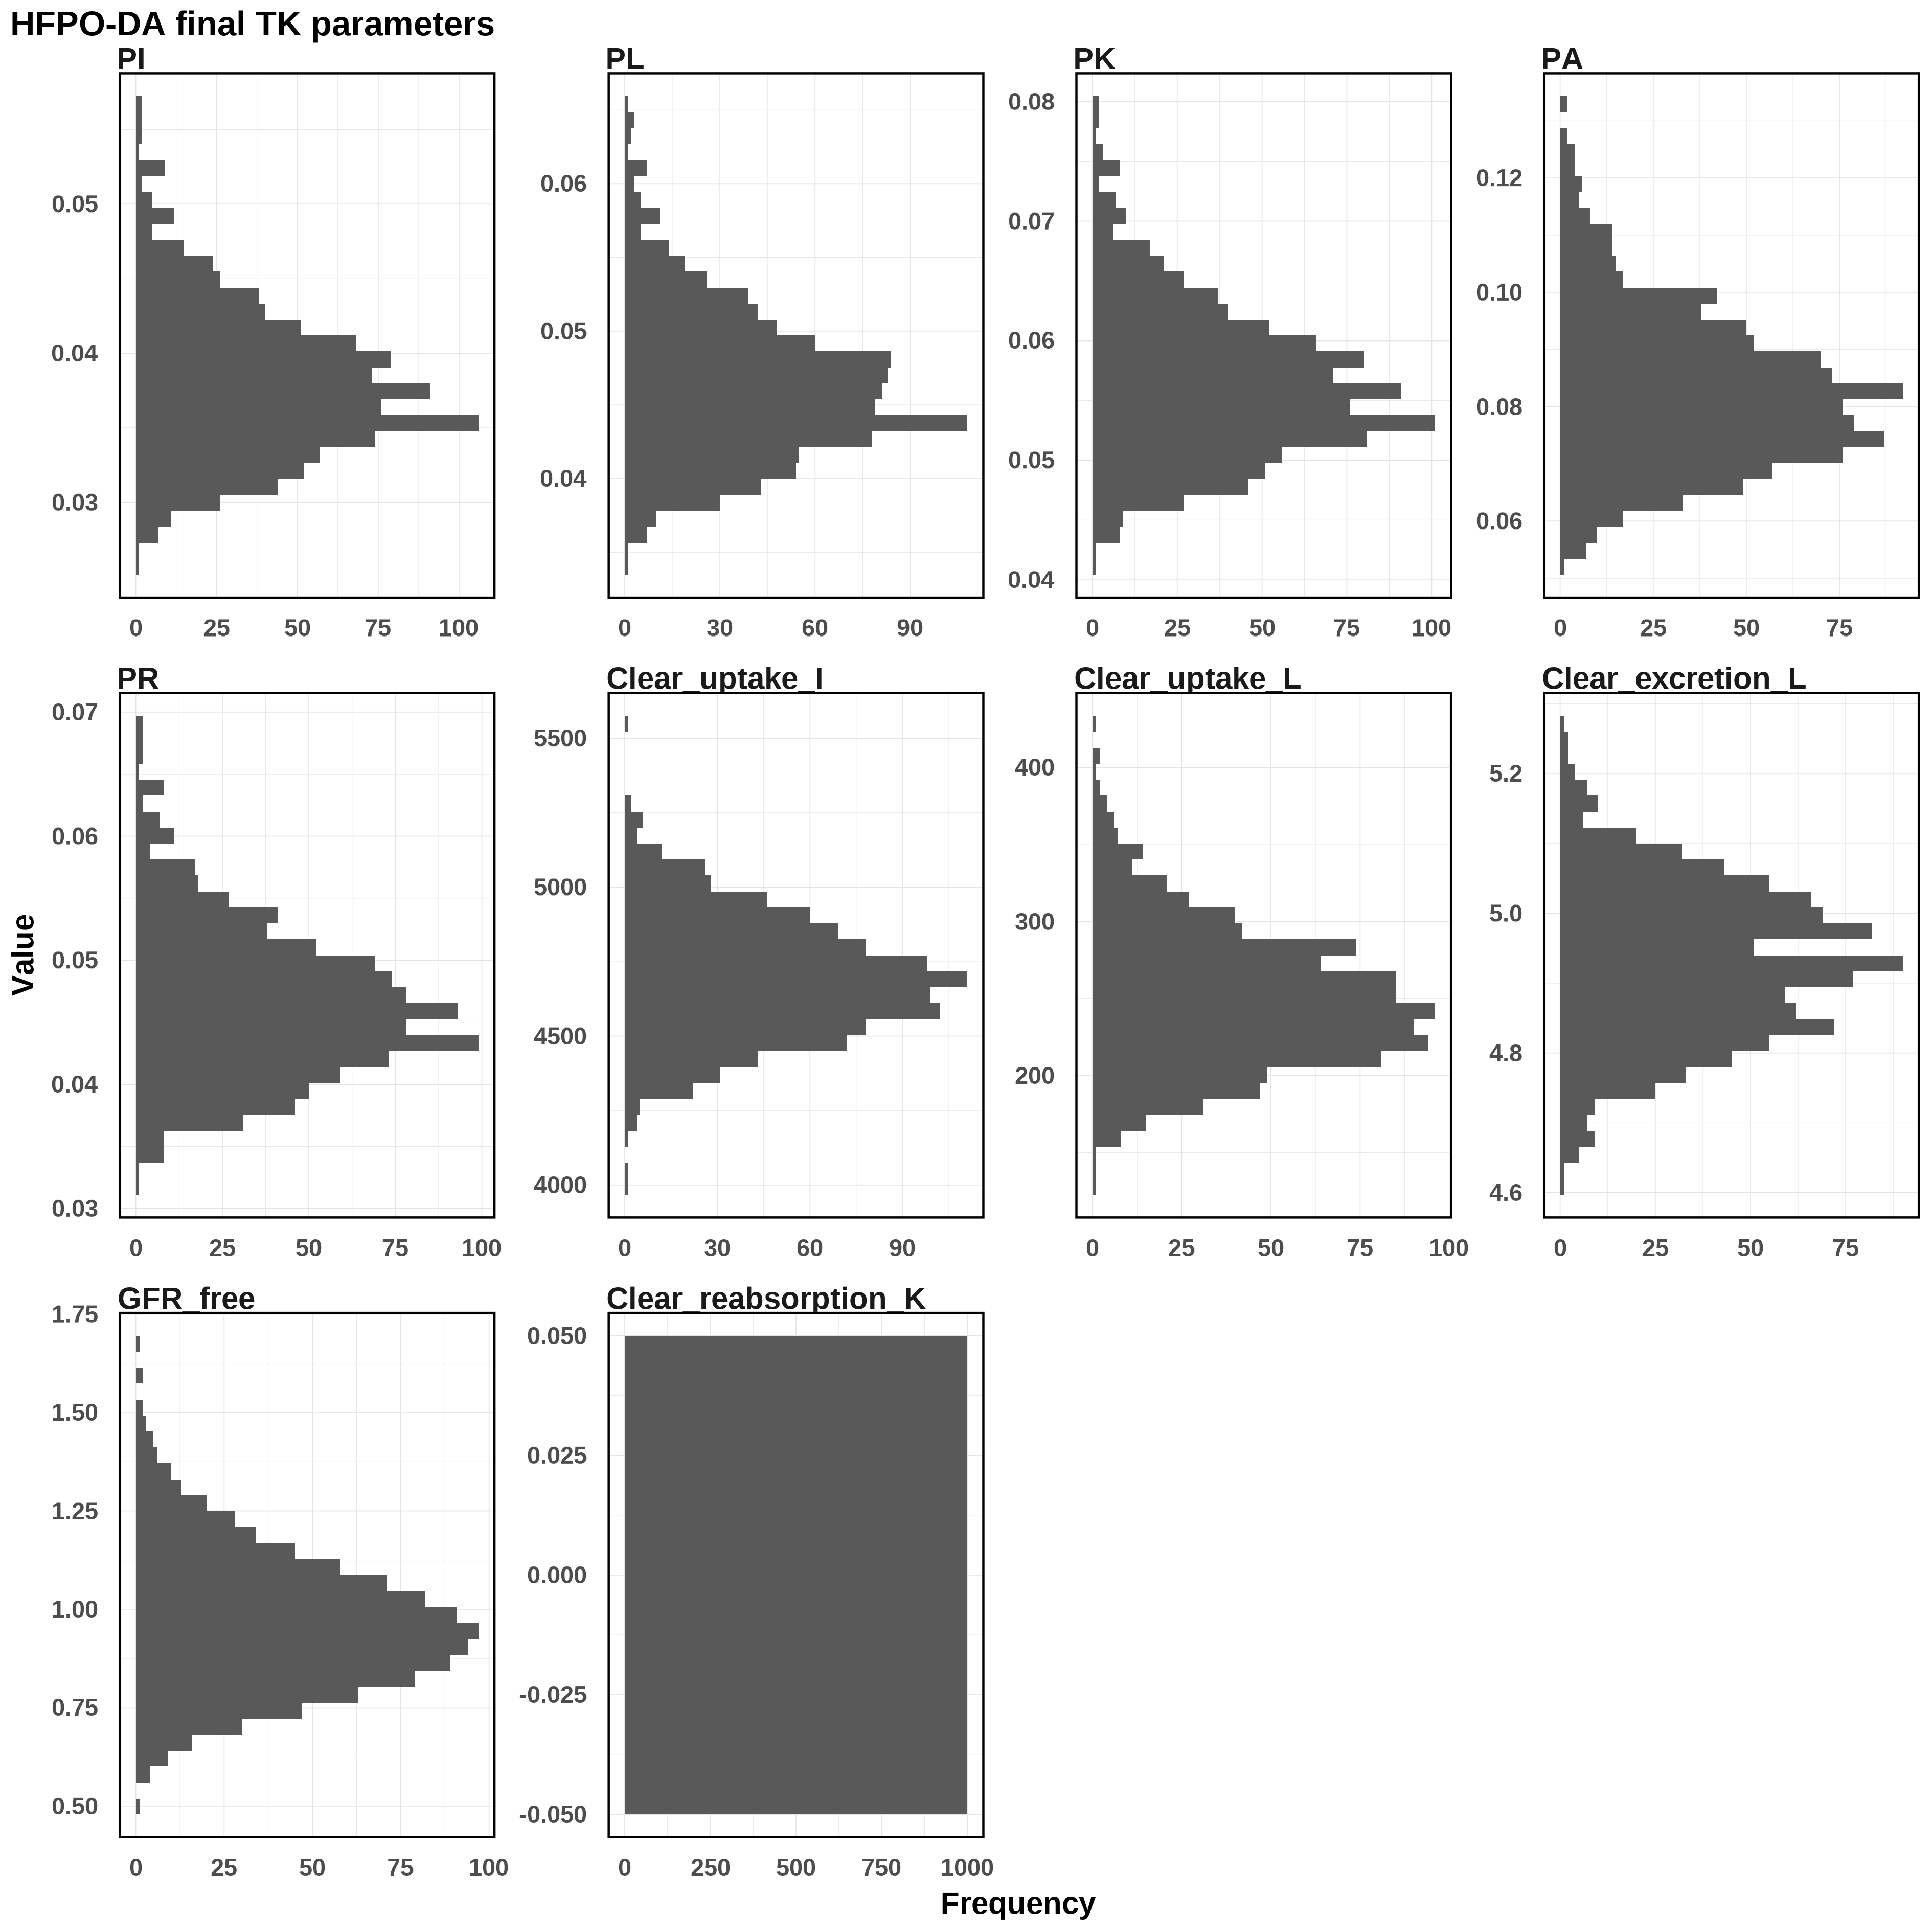 HFPO-DA final TK parameters
PI PL PK PA
0.05
0.04
0.03
0 25 50 75 100
0.06
0.05
0.04
0 30 60 90
0.08
0.07
0.06
0.05
0.04
0 25 50 75 100
0.12
0.10
0.08
0.06
0 25 50 75
PR Clear_uptake_I Clear_uptake_L Clear_excretion_L
Value
0.07
0.06
0.05
0.04
0.03
0 25 50 75 100
5500
5000
4500
4000
0 30 60 90
400
300
200
0 25 50 75 100
5.2
5.0
4.8
4.6
0 25 50 75
GFR_free Clear_reabsorption_K
1.75
1.50
1.25
1.00
0.75
0.50
0 25 50 75 100
0.050
0.025
0.000
-0.025
-0.050
0 250 500 750 1000
Frequency